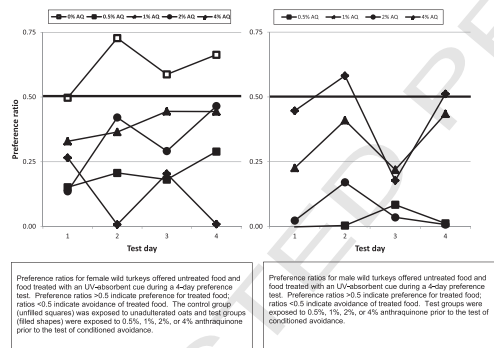 0% AQ 0.5% AQ 1% AQ 2% AQ 4% AQ
0.75
0.50
0.25
0.00
Preference ratio
1 2 3 4
Test day
Preference ratios for female wild turkeys offered untreated food and
food treated with an UV-absorbent cue during a 4-day preference
test. Preference ratios >0.5 indicate preference for treated food;
ratios <0.5 indicate avoidance of treated food. The control group
(unfilled squares) was exposed to unadulterated oats and test groups
(filled shapes) were exposed to 0.5%, 1%, 2%, or 4% anthraquinone
prior to the test of conditioned avoidance.
0.5% AQ 1% AQ 2% AQ 4% AQ
0.75
0.50
0.25
0.00
1 2 3 4
Test day
Preference ratios for male wild turkeys offered untreated food and
food treated with an UV-absorbent cue during a 4-day preference
test. Preference ratios >0.5 indicate preference for treated food;
ratios <0.5 indicate avoidance of treated food. Test groups were
exposed to 0.5%, 1%, 2%, or 4% anthraquinone prior to the test of
conditioned avoidance.